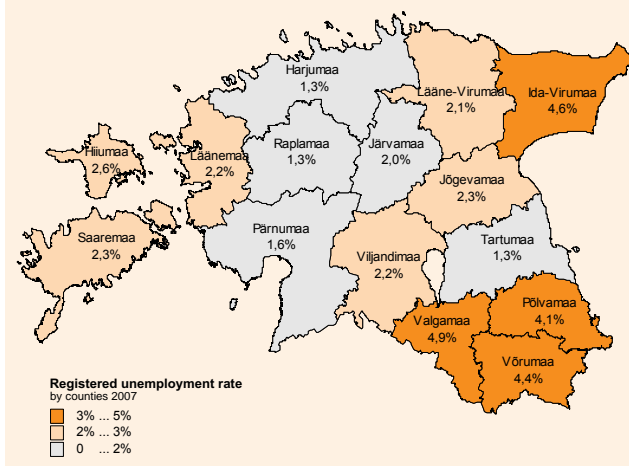 Harjumaa
1,3%
Lääne-Virumaa
2,1%
Ida-Virumaa
4,6%
Hiiumaa
2,6%
Läänemaa
2,2%
Raplamaa
1,3%
Järvamaa
2,0%
Jõgevamaa
2,3%
Saaremaa
2,3%
Pärnumaa
1,6%
Viljandimaa
2,2%
Tartumaa
1,3%
Valgamaa
4,9%
Põlvamaa
4,1%
Võrumaa
4,4%
Registered unemployment rate
by counties 2007
3% ... 5%
2% ... 3%
0 ... 2%